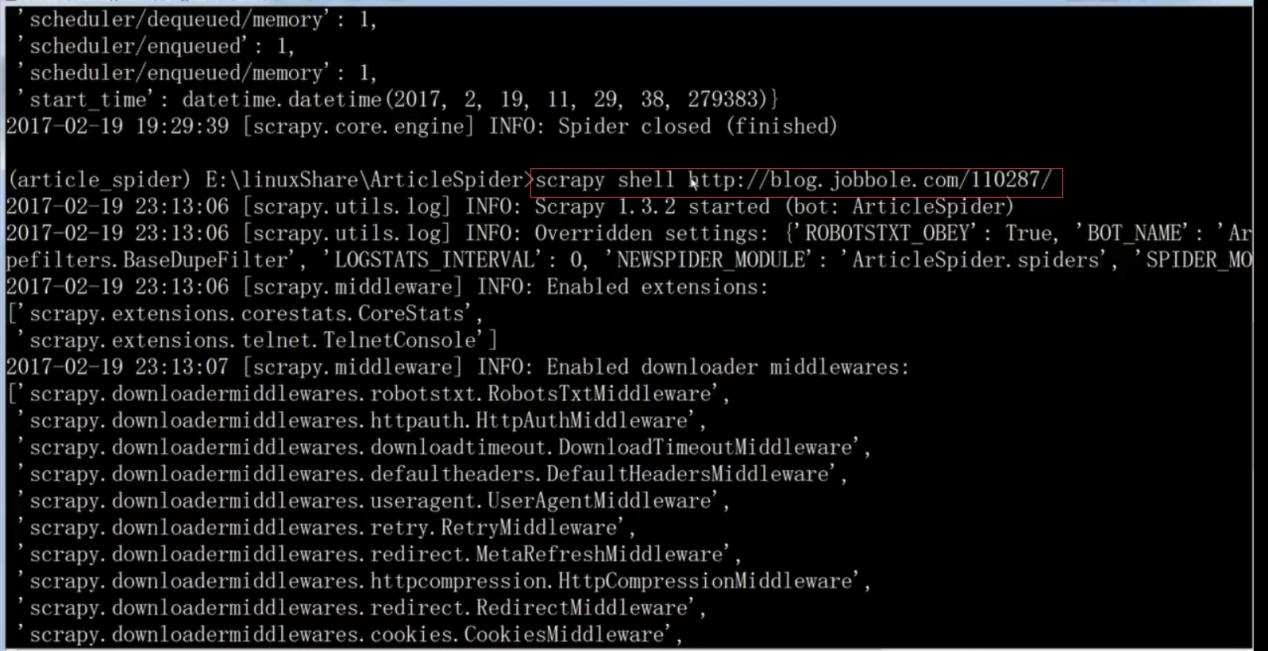 'scheduler/dequeued/memory': 1,
'scheduler/enqueued': 1,
'scheduler/enqueued/memory': 1,
'start_time': datetime.datetime(2017, 2, 19, 11, 29, 38, 279383)}
2017-02-19 19:29:39 [scrapy.core.engine] INFO: Spider closed (finished)
(article_spider) E:\linuxShare\ArticleSpider>scrapy shell http://blog.jobbole.com/110287/
2017-02-19 23:13:06 [scrapy.utils.log] INFO: Scrapy 1.3.2 started (bot: ArticleSpider)
2017-02-19 23:13:06 [scrapy.utils.log] INFO: Overridden settings: {'ROBOTSTXT_OBEY': True, 'BOT_NAME': 'Ar
pefilters.BaseDupeFilter', 'LOGSTATS_INTERVAL': 0, 'NEWSPIDER_MODULE': 'ArticleSpider.spiders', 'SPIDER_MO
2017-02-19 23:13:06 [scrapy.middleware] INFO: Enabled extensions:
['scrapy.extensions.corestats.CoreStats',
'scrapy.extensions.telnet.TelnetConsole']
2017-02-19 23:13:07 [scrapy.middleware] INFO: Enabled downloader middlewares:
['scrapy.downloadermiddlewares.robotstxt.RobotsTxtMiddleware',
'scrapy.downloadermiddlewares.httpauth.HttpAuthMiddleware',
'scrapy.downloadermiddlewares.downloadtimeout.DownloadTimeoutMiddleware',
'scrapy.downloadermiddlewares.defaultheaders.DefaultHeadersMiddleware',
'scrapy.downloadermiddlewares.useragent.UserAgentMiddleware',
'scrapy.downloadermiddlewares.retry.RetryMiddleware',
'scrapy.downloadermiddlewares.redirect.MetaRefreshMiddleware',
'scrapy.downloadermiddlewares.httpcompression.HttpCompressionMiddleware',
'scrapy.downloadermiddlewares.redirect.RedirectMiddleware',
'scrapy.downloadermiddlewares.cookies.CookiesMiddleware',